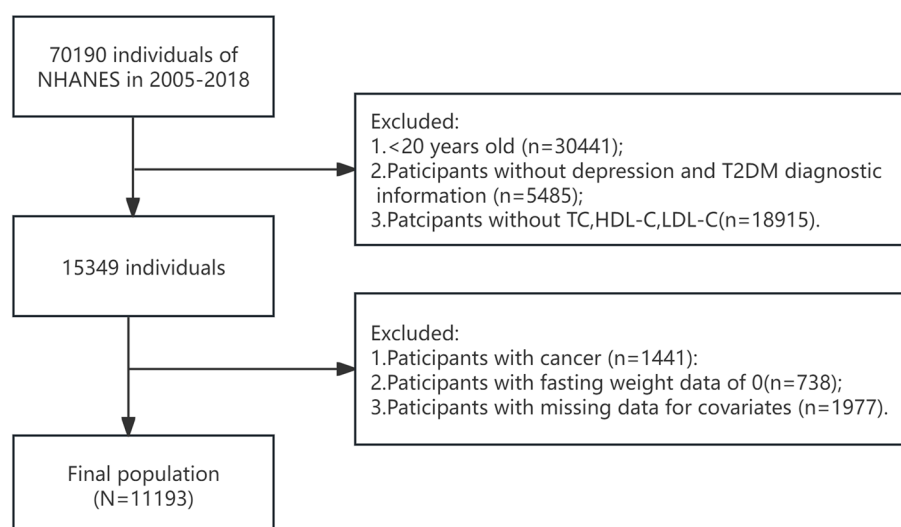 70190 individuals of
NHANES in 2005-2018
Excluded:
1.<20 years old (n=30441);
2.Paticipants without depression and T2DM diagnostic
information (n=5485);
3.Patcipants without TC,HDL-C,LDL-C(n=18915).
15349 individuals
Excluded:
1.Paticipants with cancer (n=1441):
2.Paticipants with fasting weight data of 0(n=738);
3.Paticipants with missing data for covariates (n=1977).
Final population
(N=11193)